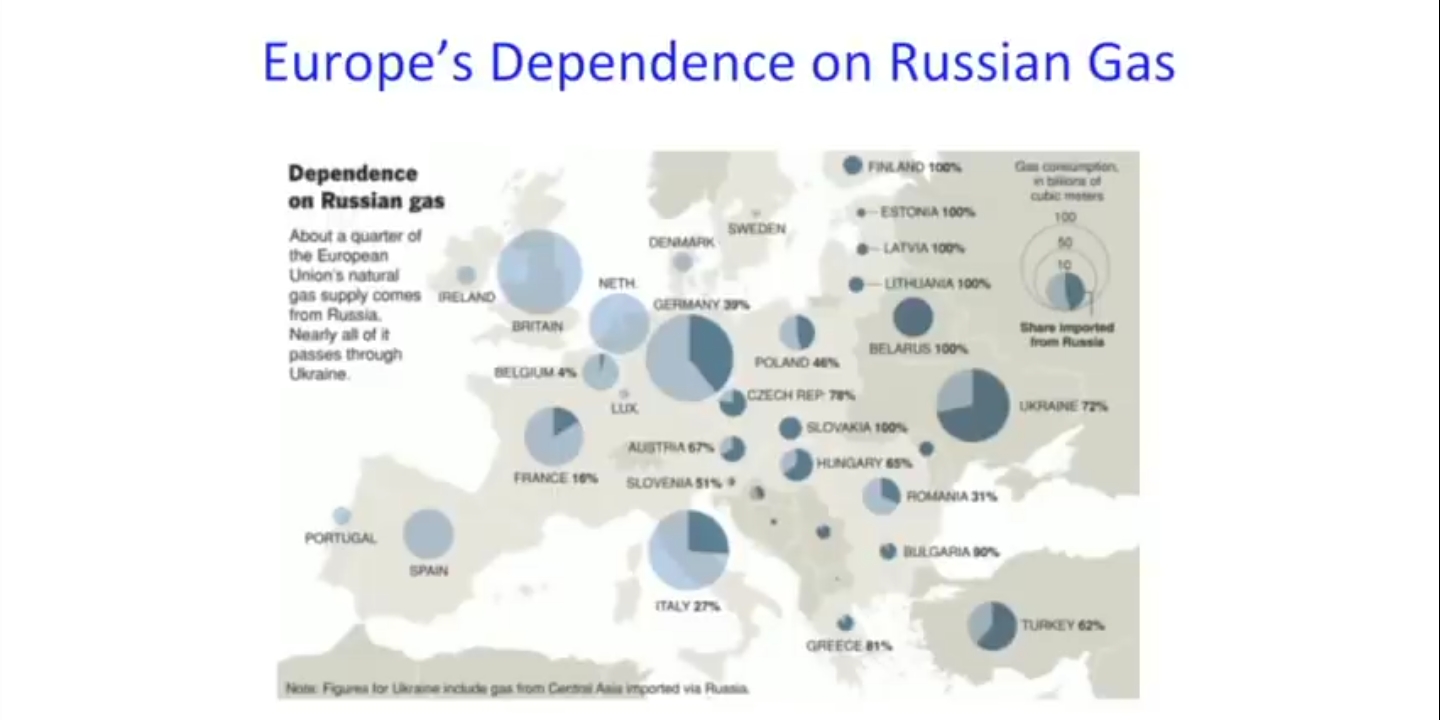 Europe's Dependence on Russian Gas
Dependence
on Russian gas
About a quarter of
the European
Union's natural
gas supply comes
from Russia.
Nearly all of it
passes through
Ukraine.
FINLAND 100%
Gas consumption,
in billions of
cubic meters
100
50
10
Share imported
from Russia
ESTONIA 100%
SWEDEN
DENMARK
LATVIA 100%
NETH.
LITHUANIA 100%
IRELAND
GERMANY 39%
BRITAIN
BELARUS 100%
POLAND 46%
BELGIUM 4%
CZECH REP. 78%
LUX.
UKRAINE 72%
SLOVAKIA 100%
AUSTRIA 67%
HUNGARY 65%
FRANCE 16%
SLOVENIA 51%
ROMANIA 31%
PORTUGAL
BULGARIA 90%
SPAIN
ITALY 27%
TURKEY 62%
GREECE 81%
Note: Figures for Ukraine include gas from Central Asia imported via Russia.